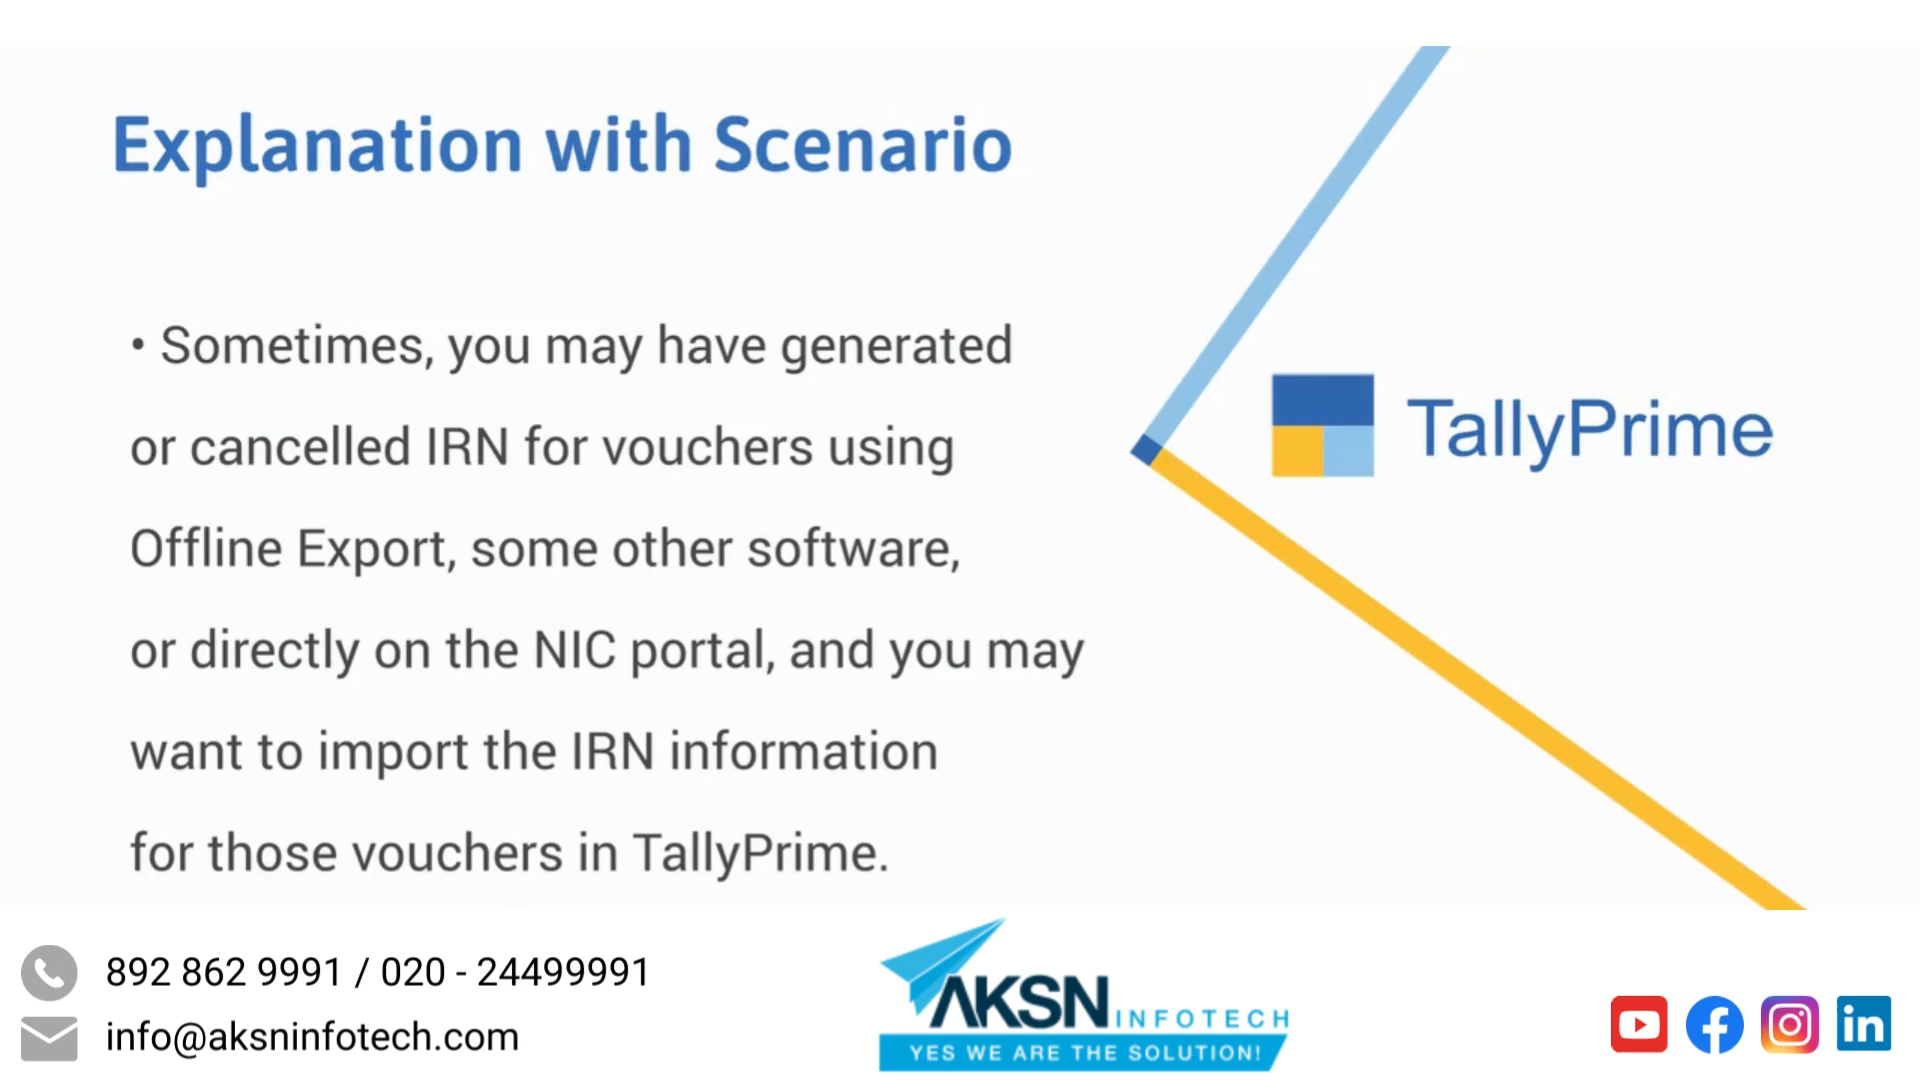 Explanation with Scenario
• Sometimes, you may have generated
or cancelled IRN for vouchers using
Offline Export, some other software,
or directly on the NIC portal, and you may
want to import the IRN information
for those vouchers in TallyPrime.
TallyPrime
892 862 9991 / 020 - 24499991
info@aksninfotech.com
AKSN INFOTECH
YES WE ARE THE SOLUTION!
in